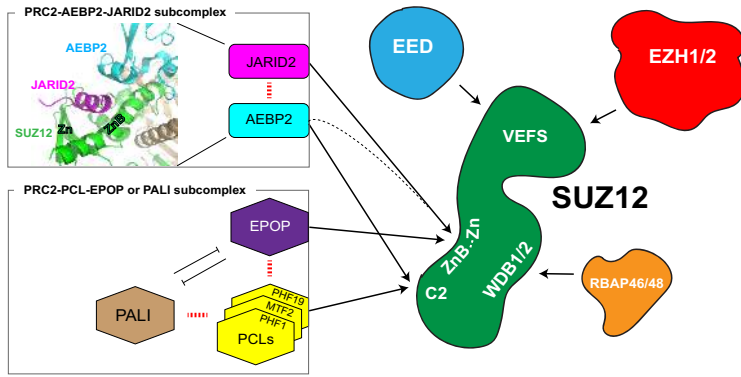 PRC2-AEBP2-JARID2 subcomplex
AEBP2
JARID2
SUZ12
Zn
ZnB
JARID2
AEBP2
EED
EZH1/2
VEFS
SUZ12
ZnB..Zn
WDB1/2
C2
RBAP46/48
PRC2-PCL-EPOP or PALI subcomplex
EPOP
PALI
PHF19
MTF2
PHF1
PCLs